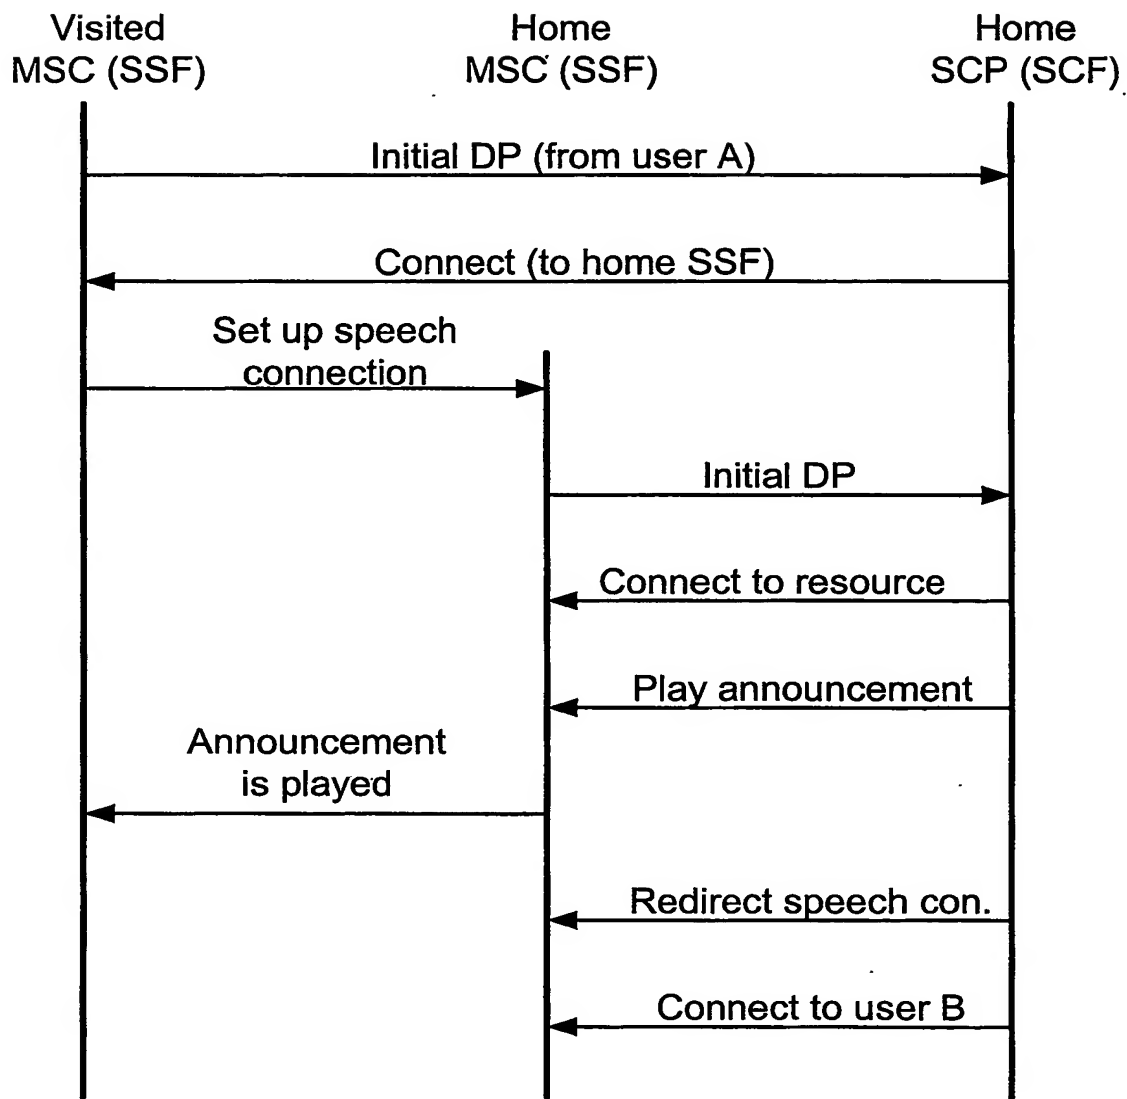 Visited
MSC (SSF)
Home
MSC (SSF)
Home
SCP (SCF)
Initial DP (from user A)
Connect (to home SSF)
Set up speech
connection
Initial DP
Connect to resource
Play announcement
Announcement
is played
Redirect speech con.
Connect to user B